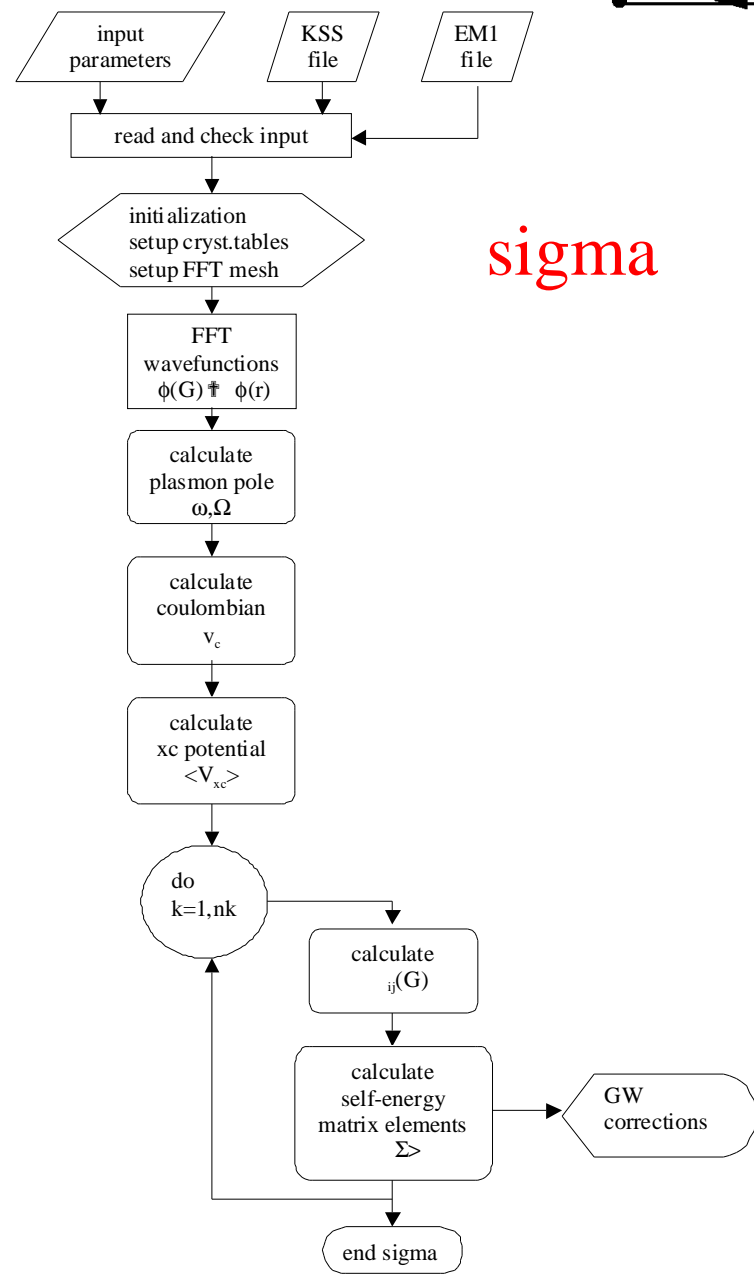 input
parameters
KSS
file
EM1
file
read and check input
initialization
setup cryst.tables
setup FFT mesh
sigma
FFT
wavefunctions
ϕ(G) ✟ ϕ(r)
calculate
plasmon pole
ω,Ω
calculate
coulombian
v_c
calculate
xc potential
<V_xc>
do
k=1,nk
calculate
ij(G)
calculate
self-energy
matrix elements
Σ>
GW
corrections
end sigma